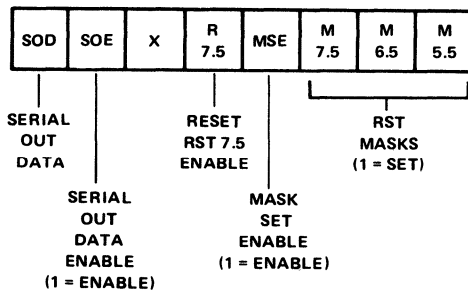 SOD SOE X R 7.5 MSE M 7.5 M 6.5 M 5.5
SERIAL OUT DATA
RESET RST 7.5 ENABLE
RST MASKS (1 = SET)
SERIAL OUT DATA ENABLE (1 = ENABLE)
MASK SET ENABLE (1 = ENABLE)